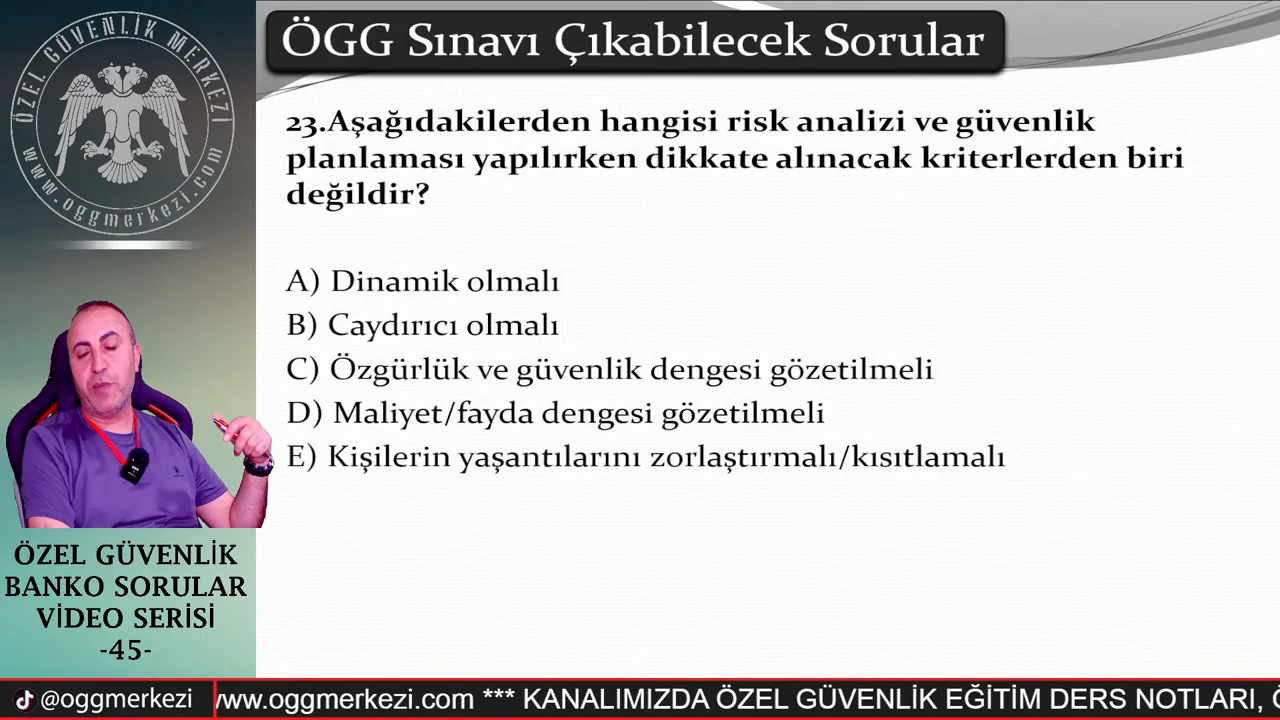 ÖGG Sınavı Çıkabilecek Sorular
ÖZEL GÜVENLİK MERKEZİ
www.oggmerkezi.com
23.Aşağıdakilerden hangisi risk analizi ve güvenlik
planlaması yapılırken dikkate alınacak kriterlerden biri
değildir?
A) Dinamik olmalı
B) Caydırıcı olmalı
C) Özgürlük ve güvenlik dengesi gözetilmeli
D) Maliyet/fayda dengesi gözetilmeli
E) Kişilerin yaşantılarını zorlaştırmalı/kısıtlamalı
ÖZEL GÜVENLİK
BANKO SORULAR
VİDEO SERİSİ
-45-
@oggmerkezi
www.oggmerkezi.com *** KANALIMIZDA ÖZEL GÜVENLİK EĞİTİM DERS NOTLARI,